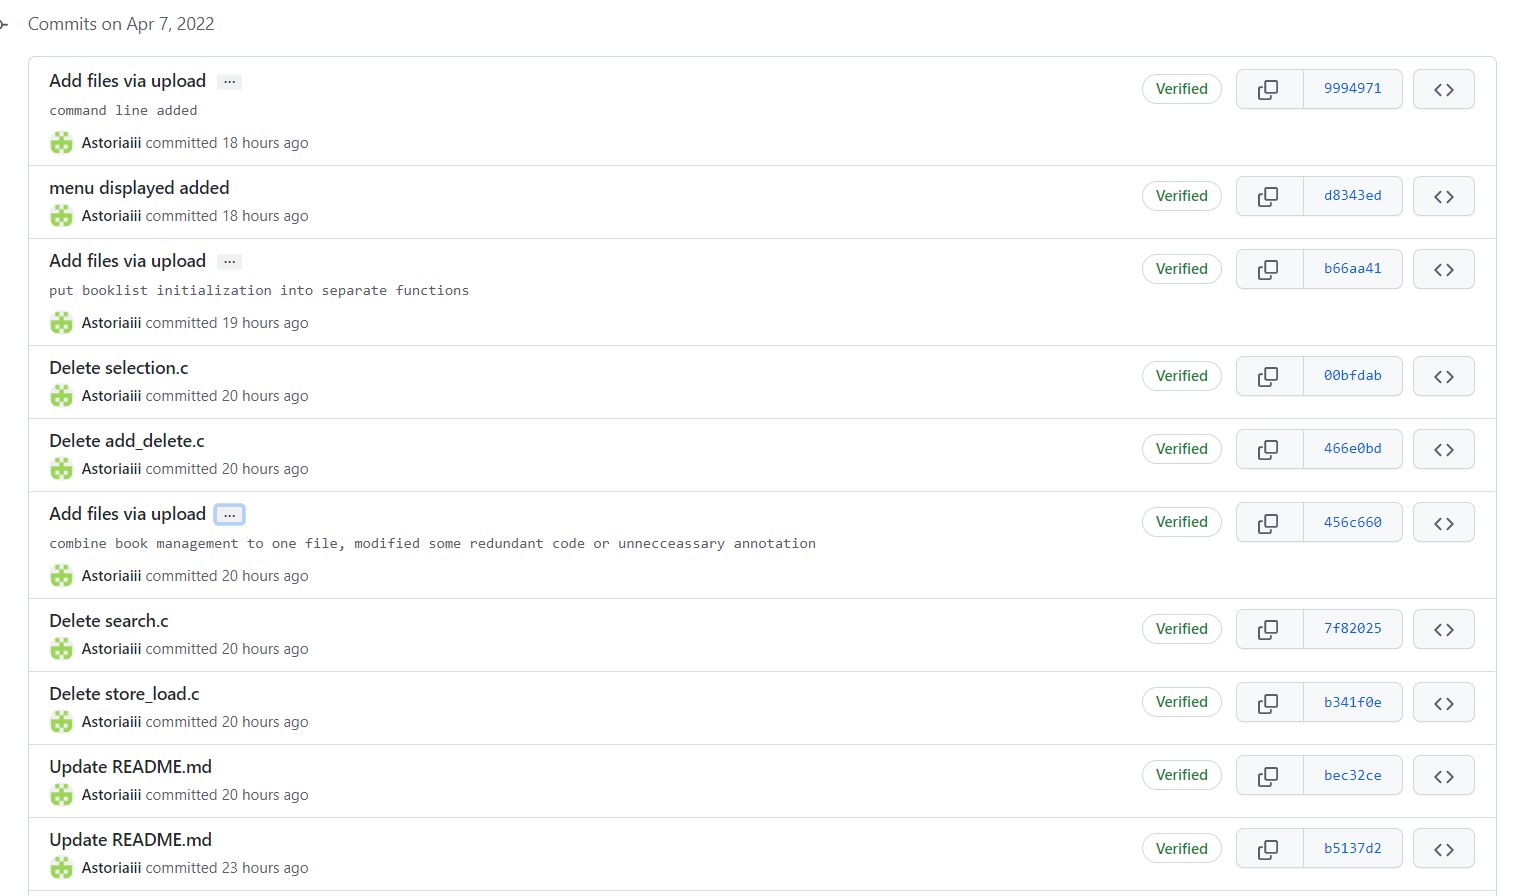 Commits on Apr 7, 2022
Add files via upload ...
Verified 9994971
command line added
Astoriaiii committed 18 hours ago
menu displayed added
Verified d8343ed
Astoriaiii committed 18 hours ago
Add files via upload ...
Verified b66aa41
put booklist initialization into separate functions
Astoriaiii committed 19 hours ago
Delete selection.c
Verified 00bfdab
Astoriaiii committed 20 hours ago
Delete add_delete.c
Verified 466e0bd
Astoriaiii committed 20 hours ago
Add files via upload ...
Verified 456c660
combine book management to one file, modified some redundant code or unnecceassary annotation
Astoriaiii committed 20 hours ago
Delete search.c
Verified 7f82025
Astoriaiii committed 20 hours ago
Delete store_load.c
Verified b341f0e
Astoriaiii committed 20 hours ago
Update README.md
Verified bec32ce
Astoriaiii committed 20 hours ago
Update README.md
Verified b5137d2
Astoriaiii committed 23 hours ago